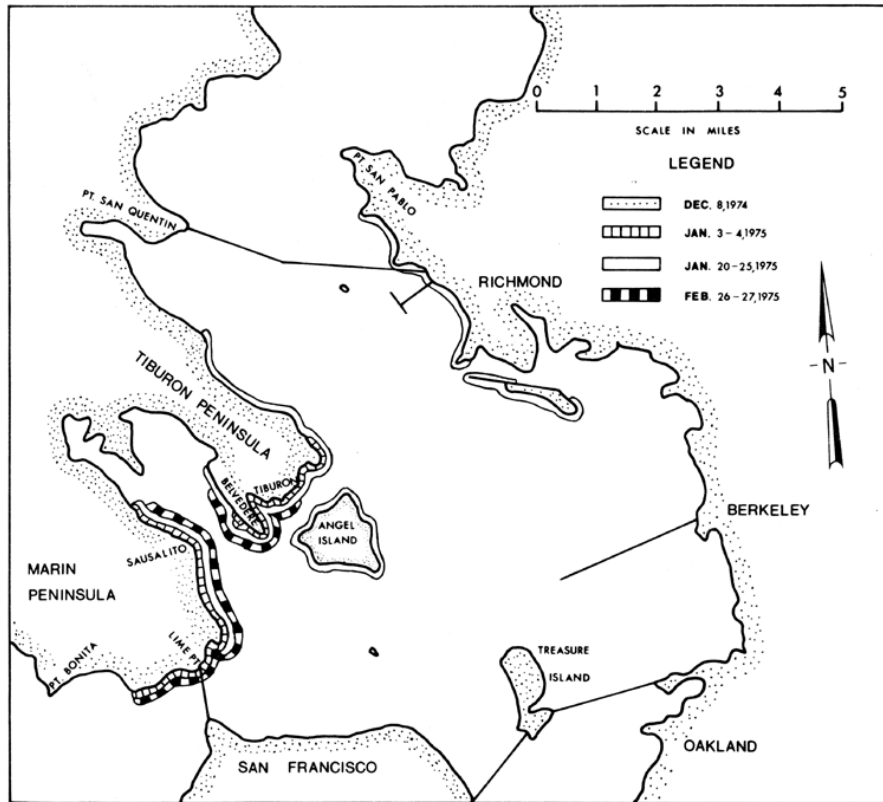 0 1 2 3 4 5
SCALE IN MILES
LEGEND
DEC. 8,1974
JAN. 3-4,1975
JAN. 20-25,1975
FEB. 26-27,1975
PT. SAN PABLO
PT. SAN QUENTIN
RICHMOND
-N-
TIBURON PENINSULA
TIBURON
BELVEDERE
ANGEL
ISLAND
BERKELEY
SAUSALITO
MARIN
PENINSULA
LIME PT.
PT. BONITA
TREASURE
ISLAND
OAKLAND
SAN FRANCISCO